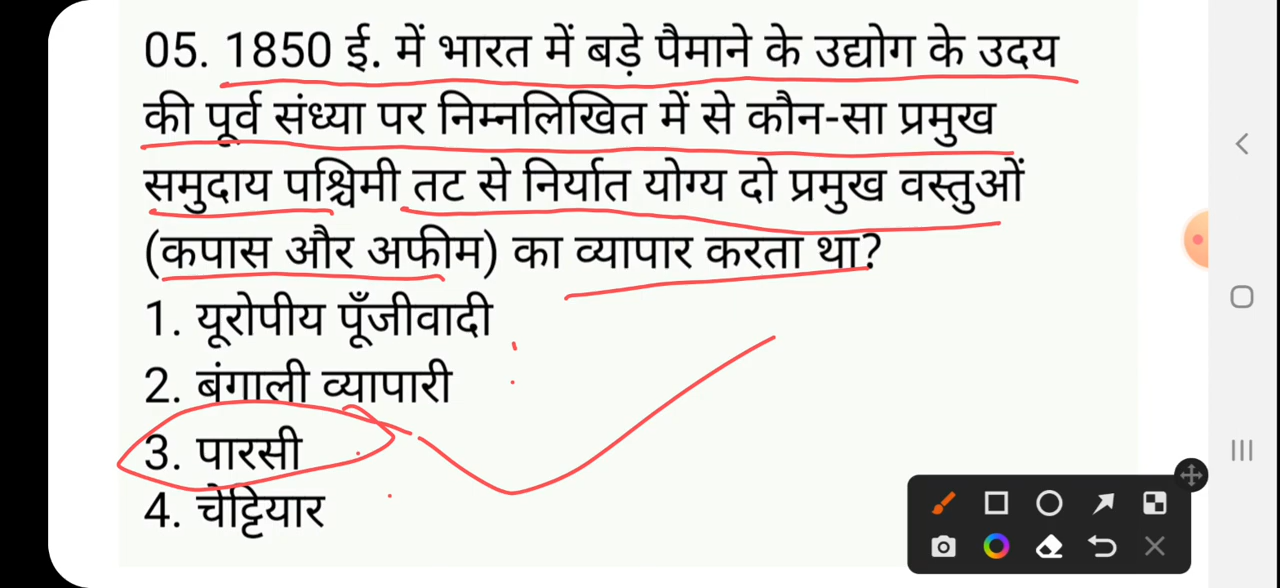 05. 1850 ई. में भारत में बड़े पैमाने के उद्योग के उदय
की पूर्व संध्या पर निम्नलिखित में से कौन-सा प्रमुख
समुदाय पश्चिमी तट से निर्यात योग्य दो प्रमुख वस्तुओं
(कपास और अफीम) का व्यापार करता था?
1. यूरोपीय पूँजीवादी
2. बंगाली व्यापारी
3. पारसी
4. चेट्टियार